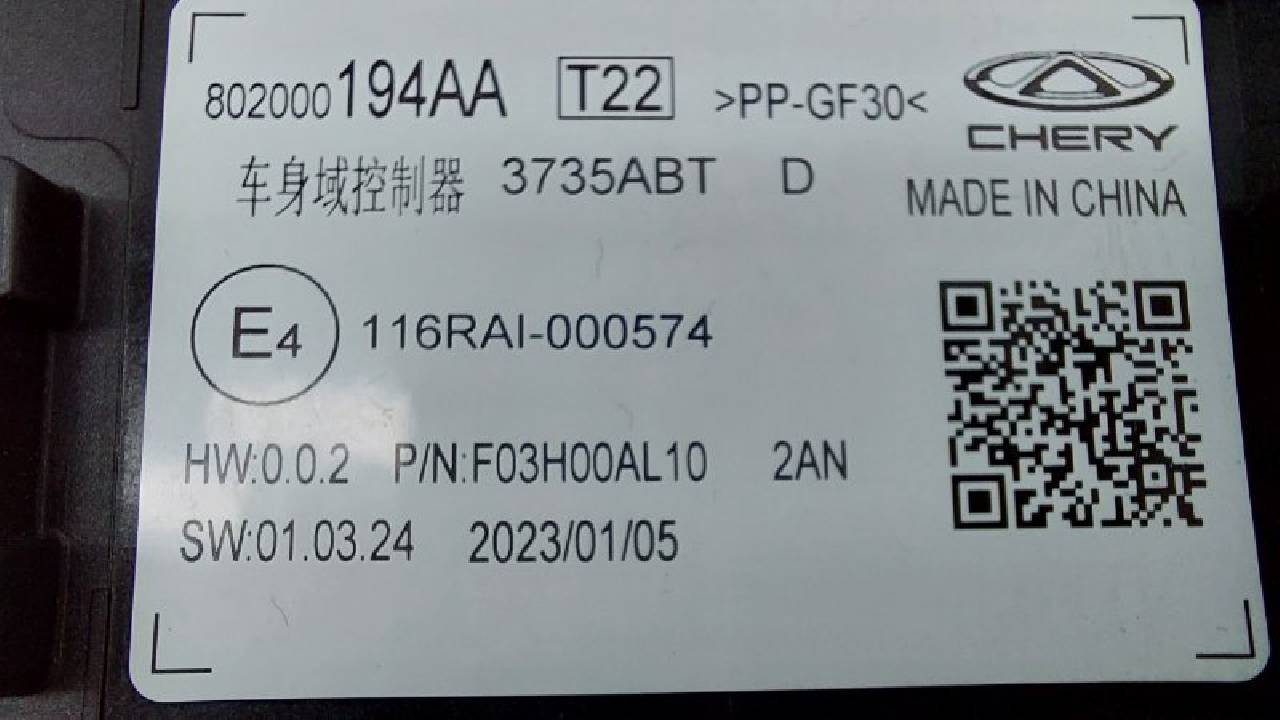 802000194AA T22 >PP-GF30< CHERY
车身域控制器 3735ABT D MADE IN CHINA
E4 116RAI-000574
HW:0.0.2 P/N:F03H00AL10 2AN
SW:01.03.24 2023/01/05